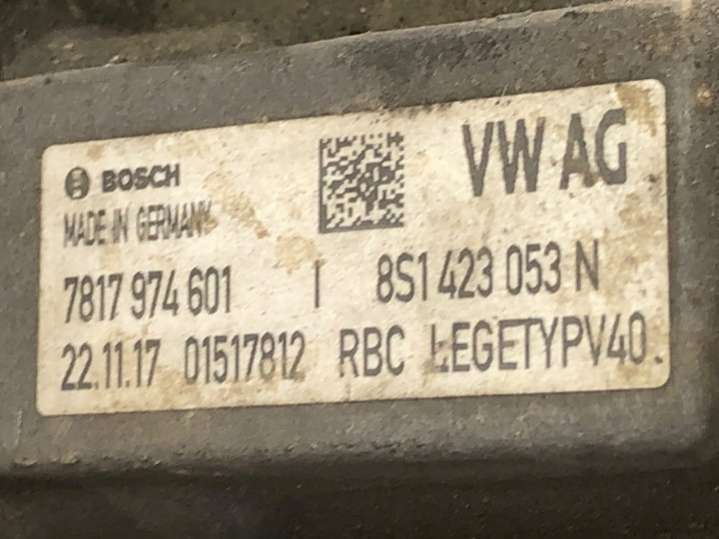 BOSCH
VW AG
MADE IN GERMANY
7817 974 601 I 8S1 423 053 N
22.11.17 01517812 RBC LEGETYPV40.